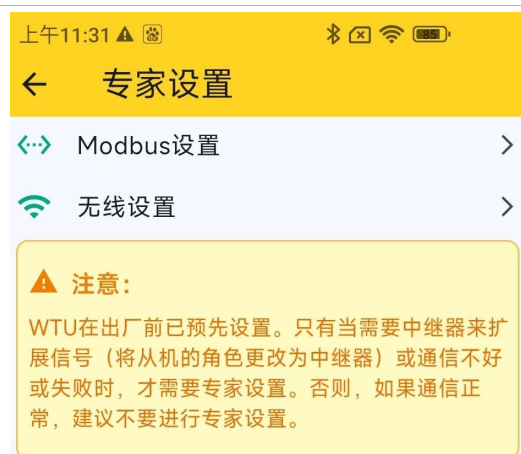 上午11:31
85
专家设置
Modbus设置
无线设置
注意：
WTU在出厂前已预先设置。只有当需要中继器来扩
展信号（将从机的角色更改为中继器）或通信不好
或失败时，才需要专家设置。否则，如果通信正
常，建议不要进行专家设置。